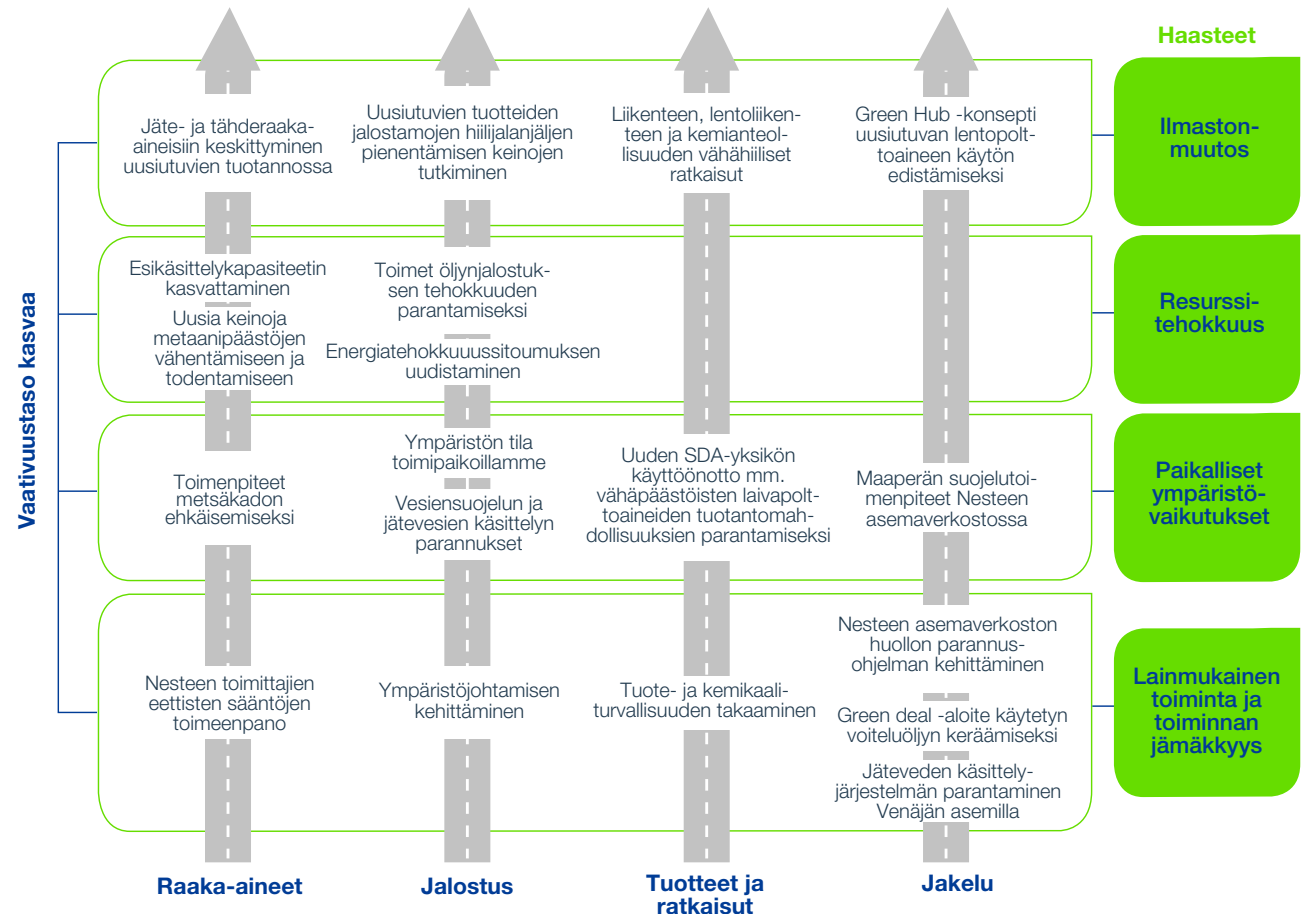 Haasteet
Jäte- ja tähderaaka-
aineisiin keskittyminen
uusiutuvien tuotannossa
Uusiutuvien tuotteiden
jalostamojen hiilijalanjäljen
pienentämisen keinojen
tutkiminen
Liikenteen, lentoliiken-
teen ja kemianteol-
lisuuden vähähiiliset
ratkaisut
Green Hub -konsepti
uusiutuvan lentopolt-
toaineen käytön
edistämiseksi
Ilmaston-
muutos
Vaativuustaso kasvaa
Esikäsittelykapasiteetin
kasvattaminen
Uusia keinoja
metaanipäästöjen
vähentämiseen ja
todentamiseen
Toimet öljynjalostuk-
sen tehokkuuden
parantamiseksi
Energiatehokkuuussitoumuksen
uudistaminen
Resurssi-
tehokkuus
Toimenpiteet
metsäkadon
ehkäisemiseksi
Ympäristön tila
toimipaikoillamme
Vesiensuojelun ja
jätevesien käsittelyn
parannukset
Uuden SDA-yksikön
käyttöönotto mm.
vähäpäästöisten laivapolt-
toaineiden tuotantomah-
dollisuuksien parantamiseksi
Maaperän suojelutoi-
menpiteet Nesteen
asemaverkostossa
Paikalliset
ympäristö-
vaikutukset
Nesteen toimittajien
eettisten sääntöjen
toimeenpano
Ympäristöjohtamisen
kehittäminen
Tuote- ja kemikaali-
turvallisuuden takaaminen
Nesteen asemaverkoston
huollon parannus-
ohjelman kehittäminen
Green deal -aloite käytetyn
voiteluöljyn keräämiseksi
Jäteveden käsittely-
järjestelmän parantaminen
Venäjän asemilla
Lainmukainen
toiminta ja
toiminnan
jämäkkyys
Raaka-aineet
Jalostus
Tuotteet ja
ratkaisut
Jakelu